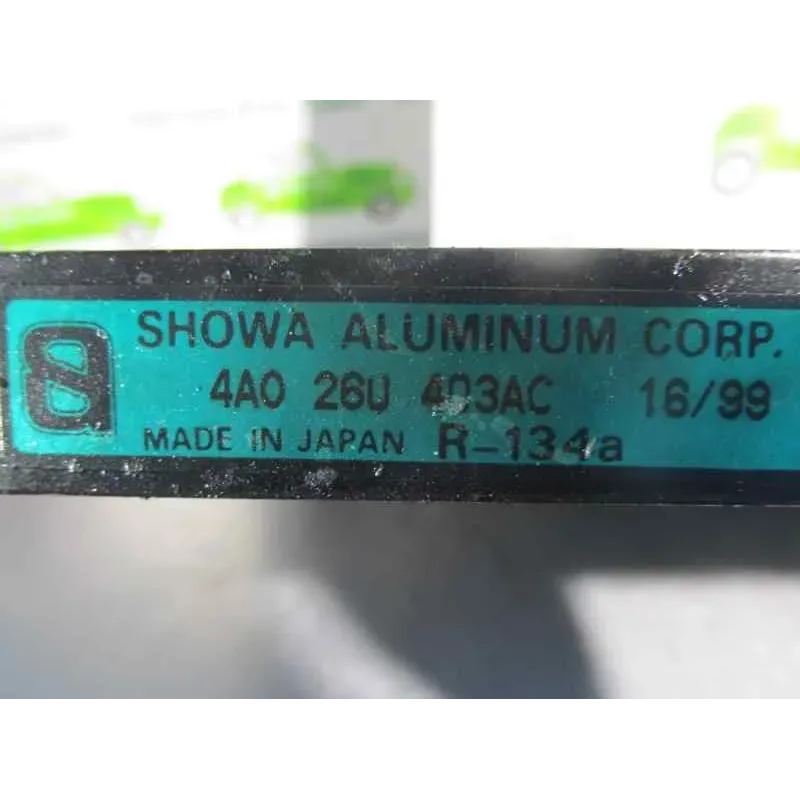 SHOWA ALUMINUM CORP.
4A0 260 403AC 16/99
MADE IN JAPAN R-134a